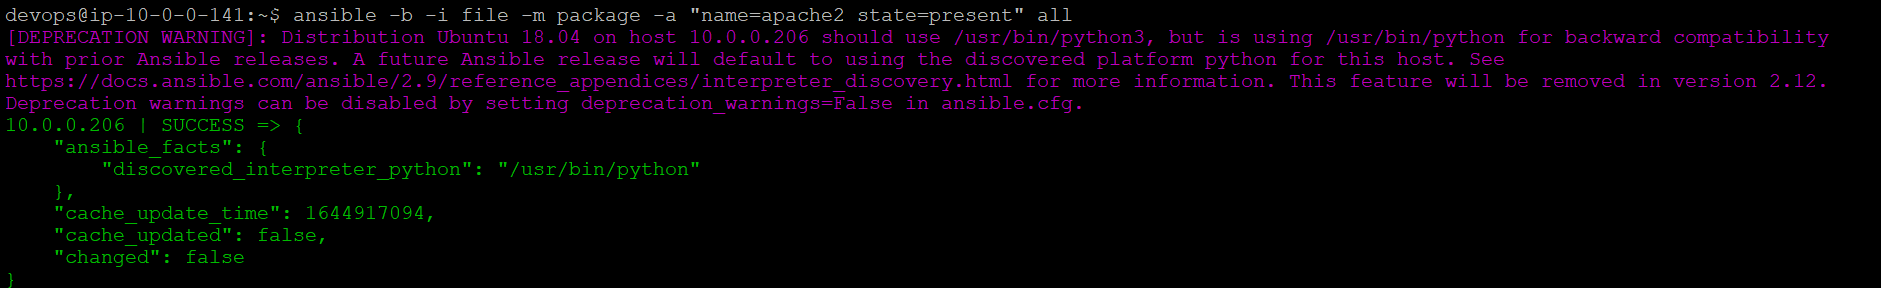 devops@ip-10-0-0-141:~$ ansible -b -i file -m package -a "name=apache2 state=present" all
[DEPRECATION WARNING]: Distribution Ubuntu 18.04 on host 10.0.0.206 should use /usr/bin/python3, but is using /usr/bin/python for backward compatibility
with prior Ansible releases. A future Ansible release will default to using the discovered platform python for this host. See
https://docs.ansible.com/ansible/2.9/reference_appendices/interpreter_discovery.html for more information. This feature will be removed in version 2.12.
Deprecation warnings can be disabled by setting deprecation_warnings=False in ansible.cfg.
10.0.0.206 | SUCCESS => {
    "ansible_facts": {
        "discovered_interpreter_python": "/usr/bin/python"
    },
    "cache_update_time": 1644917094,
    "cache_updated": false,
    "changed": false
}